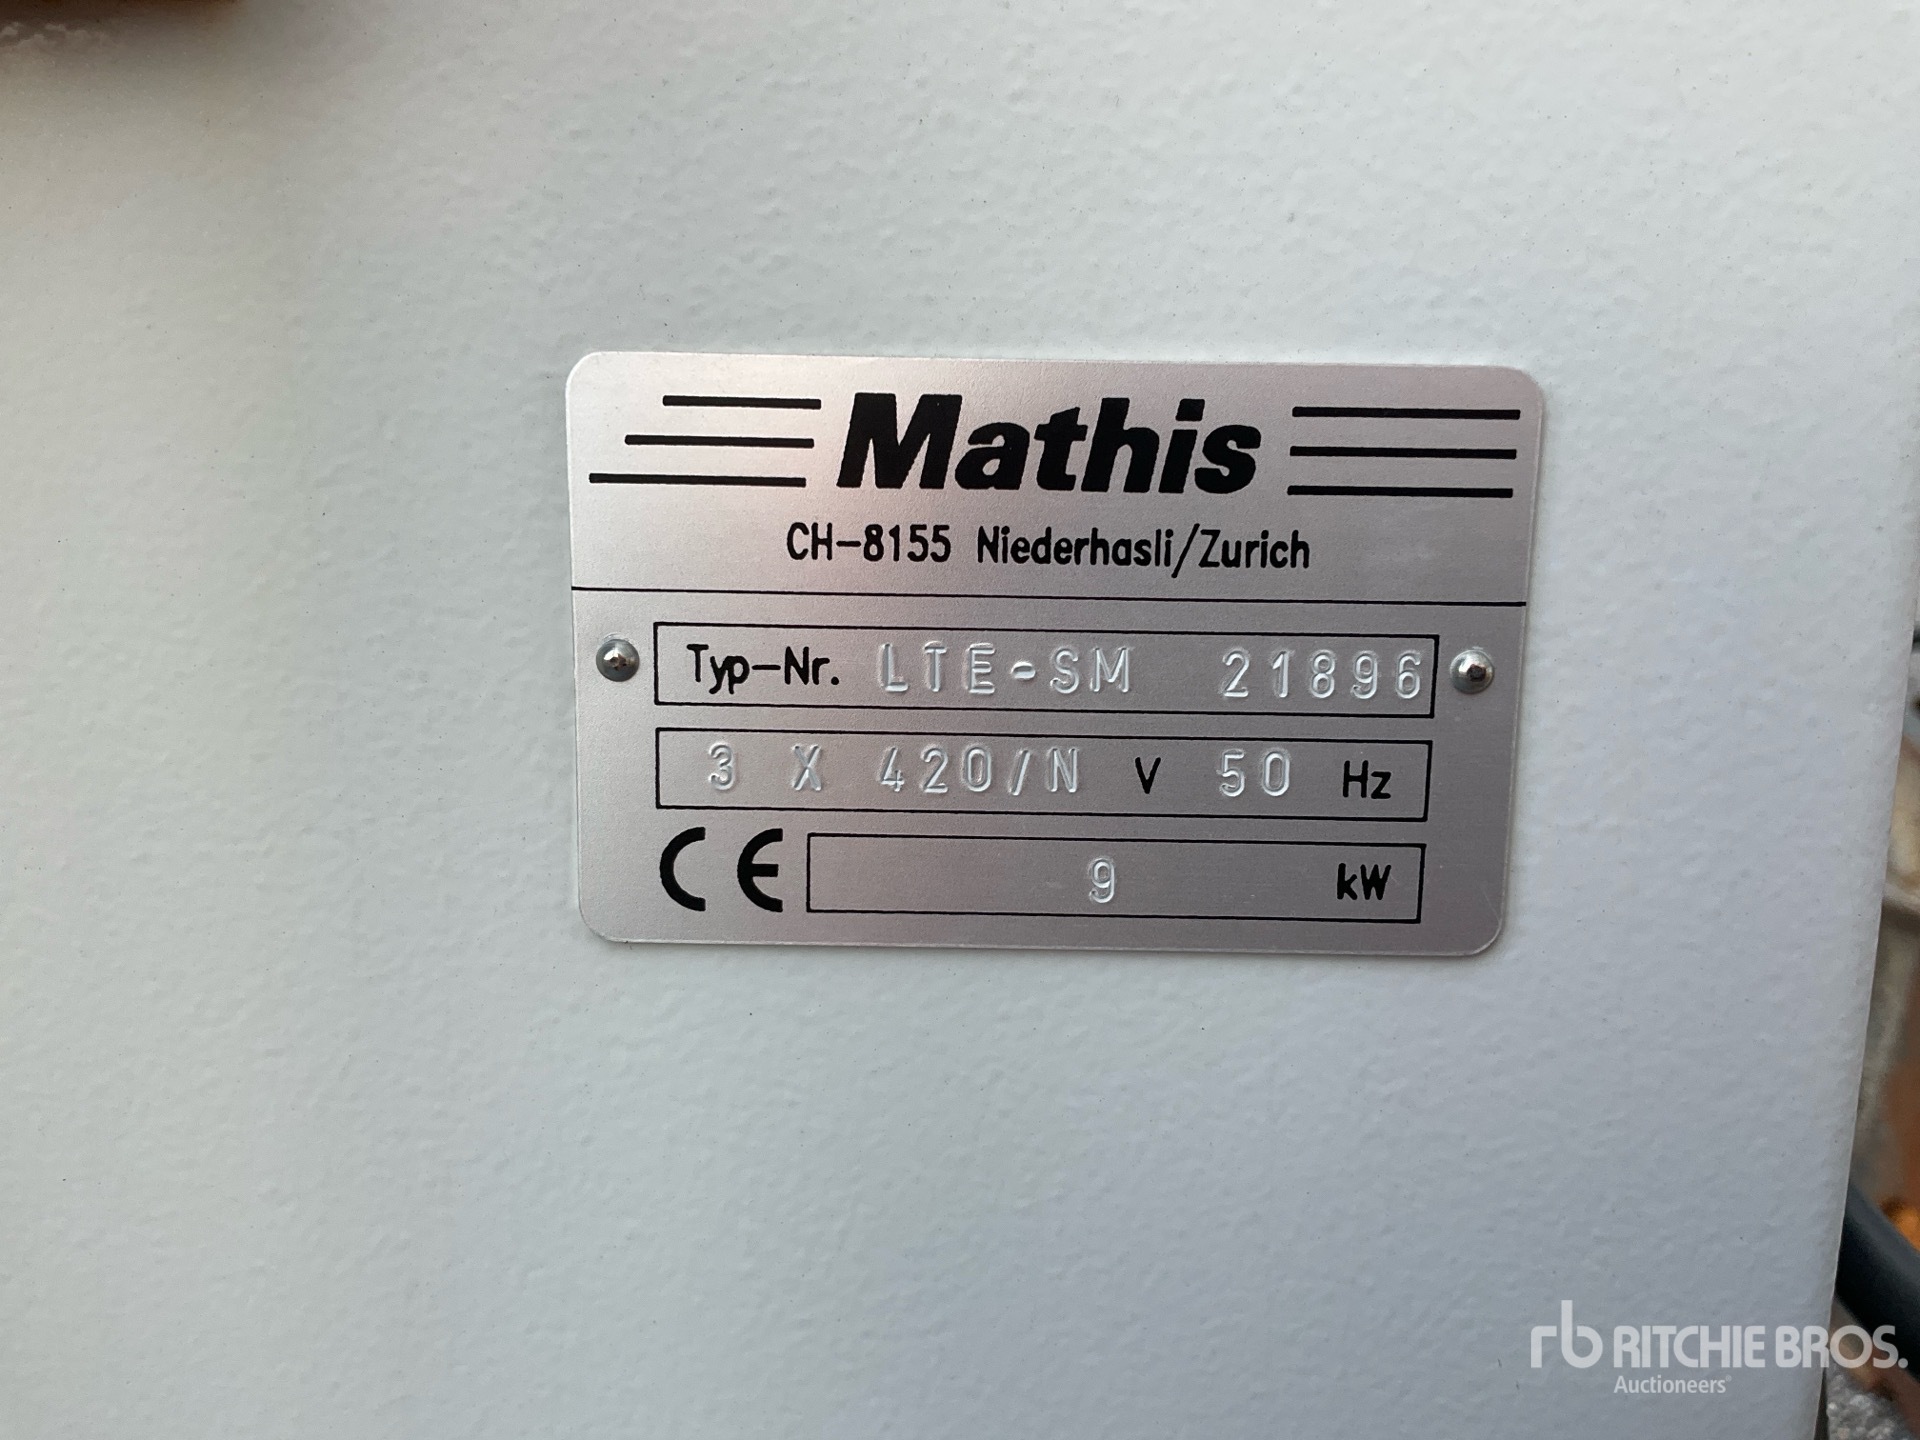 Mathis
CH-8155 Niederhasli/Zurich
Typ-Nr. LTE-SM 21896
3 X 420/N V 50 Hz
CE 9 kW
rb RITCHIE BROS.
Auctioneers